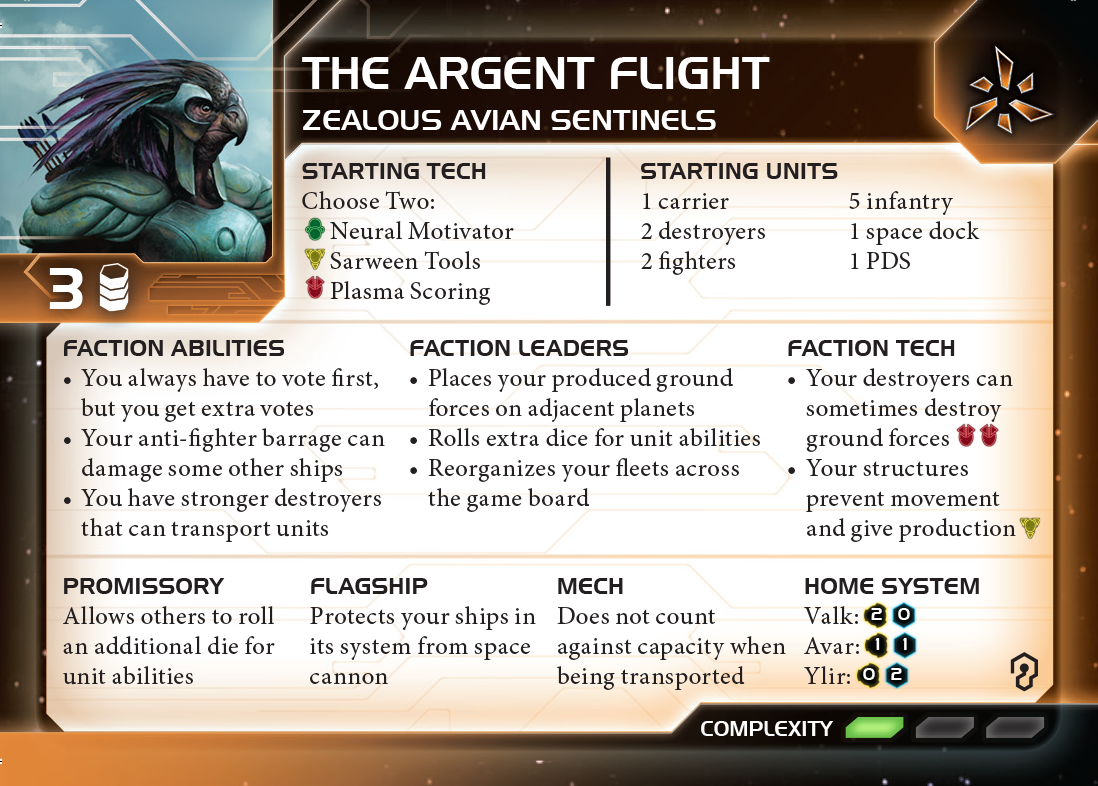 THE ARGENT FLIGHT
ZEALOUS AVIAN SENTINELS
3
STARTING TECH
Choose Two:
Neural Motivator
Sarween Tools
Plasma Scoring
STARTING UNITS
1 carrier
2 destroyers
2 fighters
5 infantry
1 space dock
1 PDS
FACTION ABILITIES
• You always have to vote first,
but you get extra votes
• Your anti-fighter barrage can
damage some other ships
• You have stronger destroyers
that can transport units
FACTION LEADERS
• Places your produced ground
forces on adjacent planets
• Rolls extra dice for unit abilities
• Reorganizes your fleets across
the game board
FACTION TECH
• Your destroyers can
sometimes destroy
ground forces
• Your structures
prevent movement
and give production
PROMISSORY
Allows others to roll
an additional die for
unit abilities
FLAGSHIP
Protects your ships in
its system from space
cannon
MECH
Does not count
against capacity when
being transported
HOME SYSTEM
Valk: 2 0
Avar: 1 1
Ylir: 0 2
COMPLEXITY